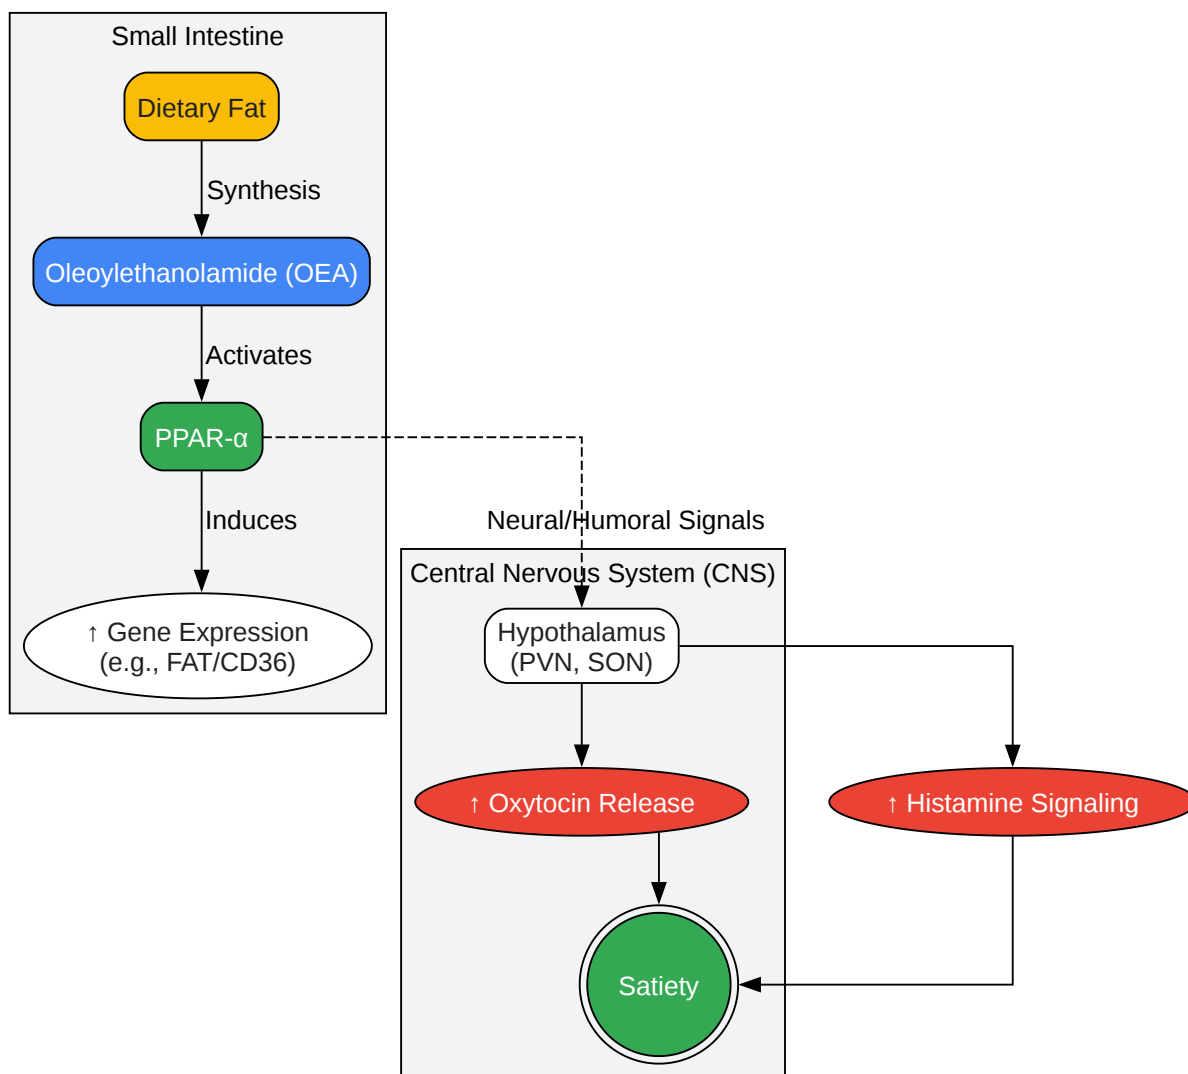 Small Intestine
Dietary Fat
Synthesis
Oleoylethanolamide (OEA)
Activates
PPAR-α
Induces
↑ Gene Expression
(e.g., FAT/CD36)
Neural/Humoral Signals
Central Nervous System (CNS)
Hypothalamus
(PVN, SON)
↑ Oxytocin Release
↑ Histamine Signaling
Satiety